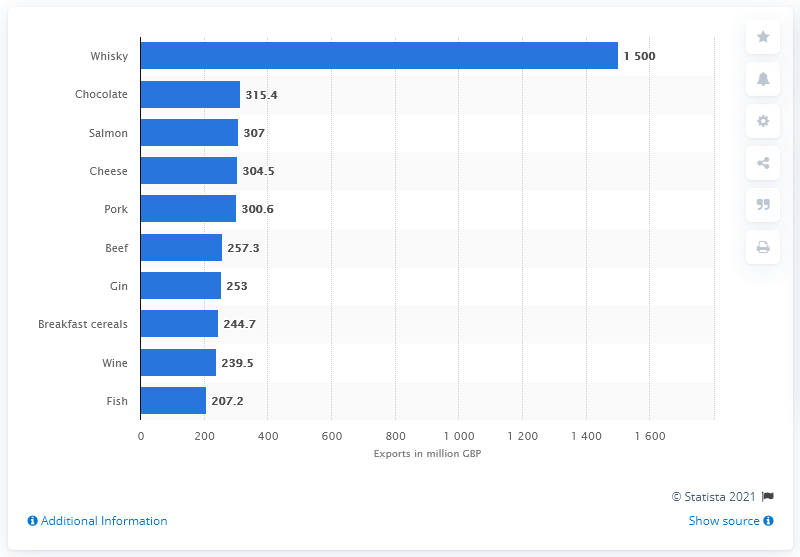 Whisky 1 500
Chocolate 315.4
Salmon 307
Cheese 304.5
Pork 300.6
Beef 257.3
Gin 253
Breakfast cereals 244.7
Wine 239.5
Fish 207.2
0 200 400 600 800 1 000 1 200 1 400 1 600
Exports in million GBP
© Statista 2021
Additional Information Show source